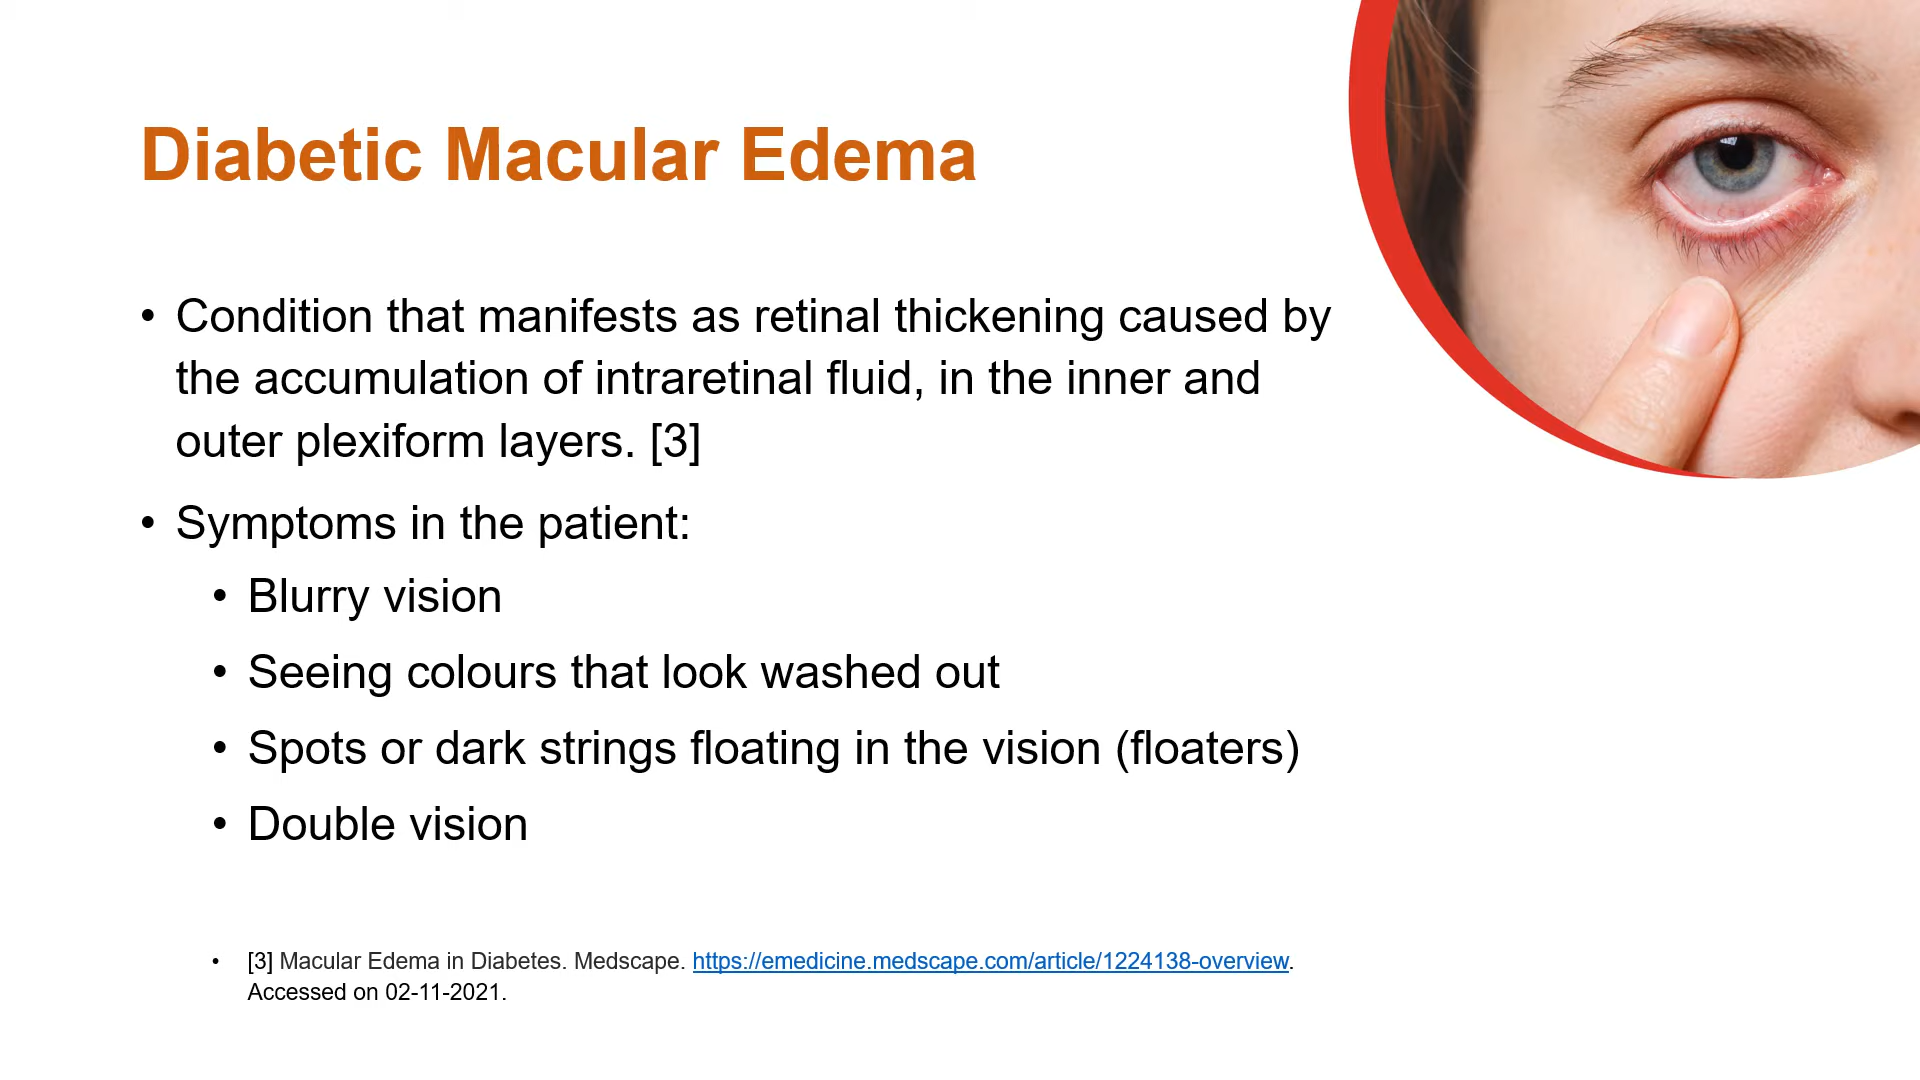 Diabetic Macular Edema
• Condition that manifests as retinal thickening caused by
the accumulation of intraretinal fluid, in the inner and
outer plexiform layers. [3]
• Symptoms in the patient:
• Blurry vision
• Seeing colours that look washed out
• Spots or dark strings floating in the vision (floaters)
• Double vision
• [3] Macular Edema in Diabetes. Medscape. https://emedicine.medscape.com/article/1224138-overview.
Accessed on 02-11-2021.